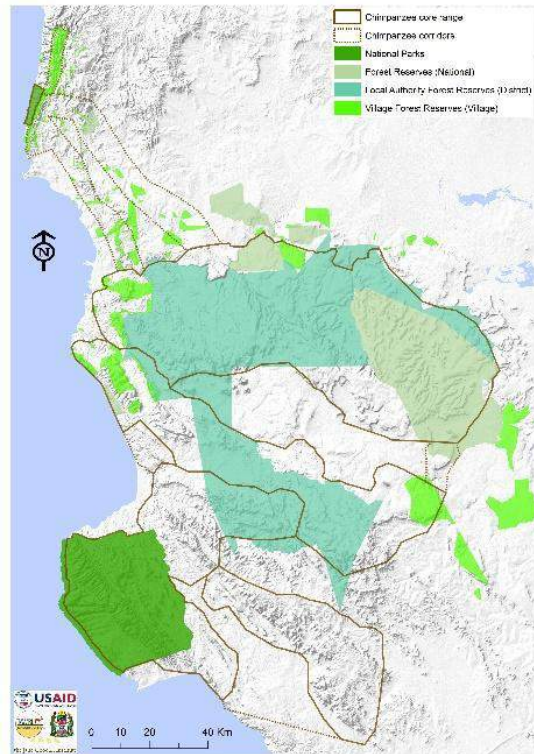 Chimpanzee core range
Chimpanzee corridors
National Parks
Forest Reserves (National)
Local Authority Forest Reserves (District)
Village Forest Reserves (Village)
N
USAID
0 10 20 40 Km